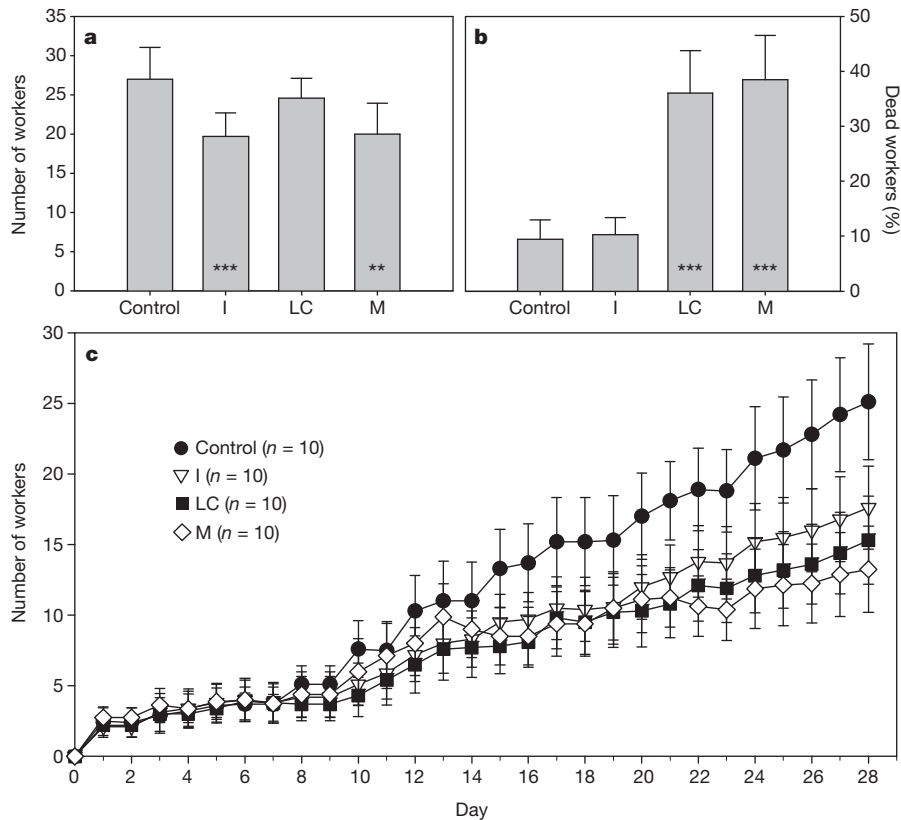 a
35
30
25
20
15
10
5
0
Number of workers
*** **
Control I LC M
b
50
40
30
20
10
0
Dead workers (%)
*** ***
Control I LC M
c
30
25
20
15
10
5
0
Number of workers
Control (n = 10)
I (n = 10)
LC (n = 10)
M (n = 10)
0 2 4 6 8 10 12 14 16 18 20 22 24 26 28
Day